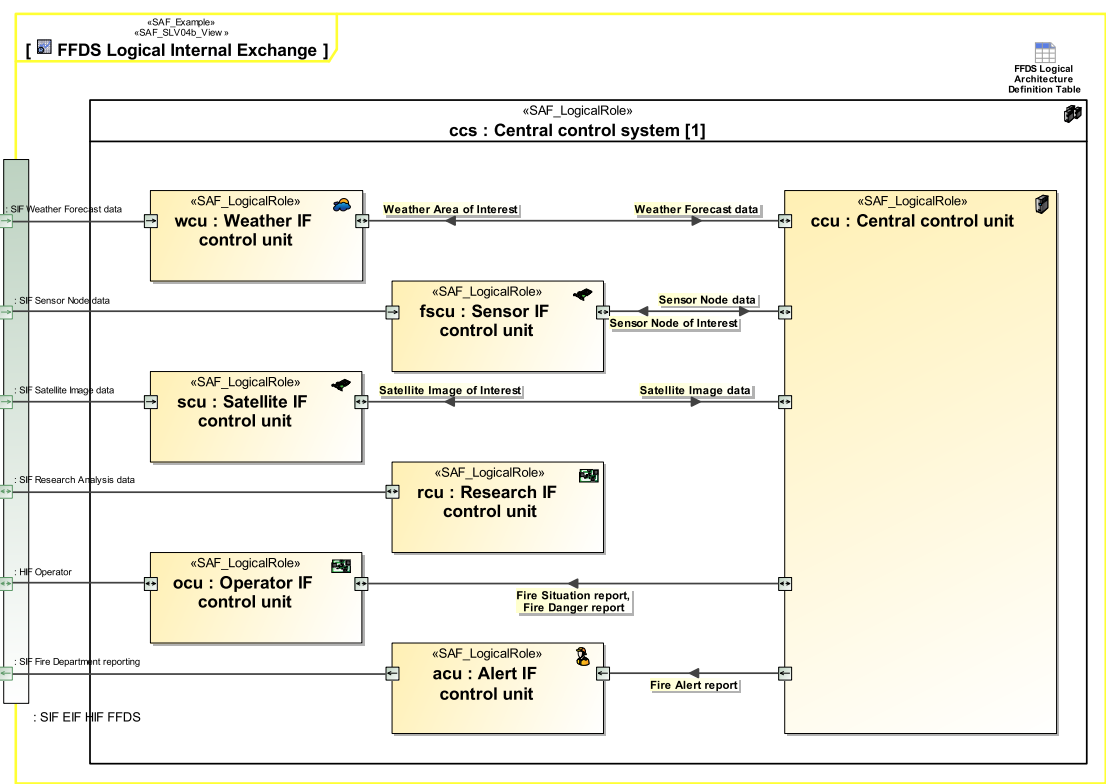 «SAF_Example»
«SAF_SLV04b_View»
[ FFDS Logical Internal Exchange ]
FFDS Logical
Architecture
Definition Table
«SAF_LogicalRole»
ccs : Central control system [1]
: SIF Weather Forecast data
«SAF_LogicalRole»
wcu : Weather IF
control unit
Weather Area of Interest
Weather Forecast data
«SAF_LogicalRole»
ccu : Central control unit
: SIF Sensor Node data
«SAF_LogicalRole»
fscu : Sensor IF
control unit
Sensor Node data
Sensor Node of Interest
: SIF Satellite Image data
«SAF_LogicalRole»
scu : Satellite IF
control unit
Satellite Image of Interest
Satellite Image data
: SIF Research Analysis data
«SAF_LogicalRole»
rcu : Research IF
control unit
: HIF Operator
«SAF_LogicalRole»
ocu : Operator IF
control unit
Fire Situation report,
Fire Danger report
: SIF Fire Department reporting
«SAF_LogicalRole»
acu : Alert IF
control unit
Fire Alert report
: SIF EIF HIF FFDS